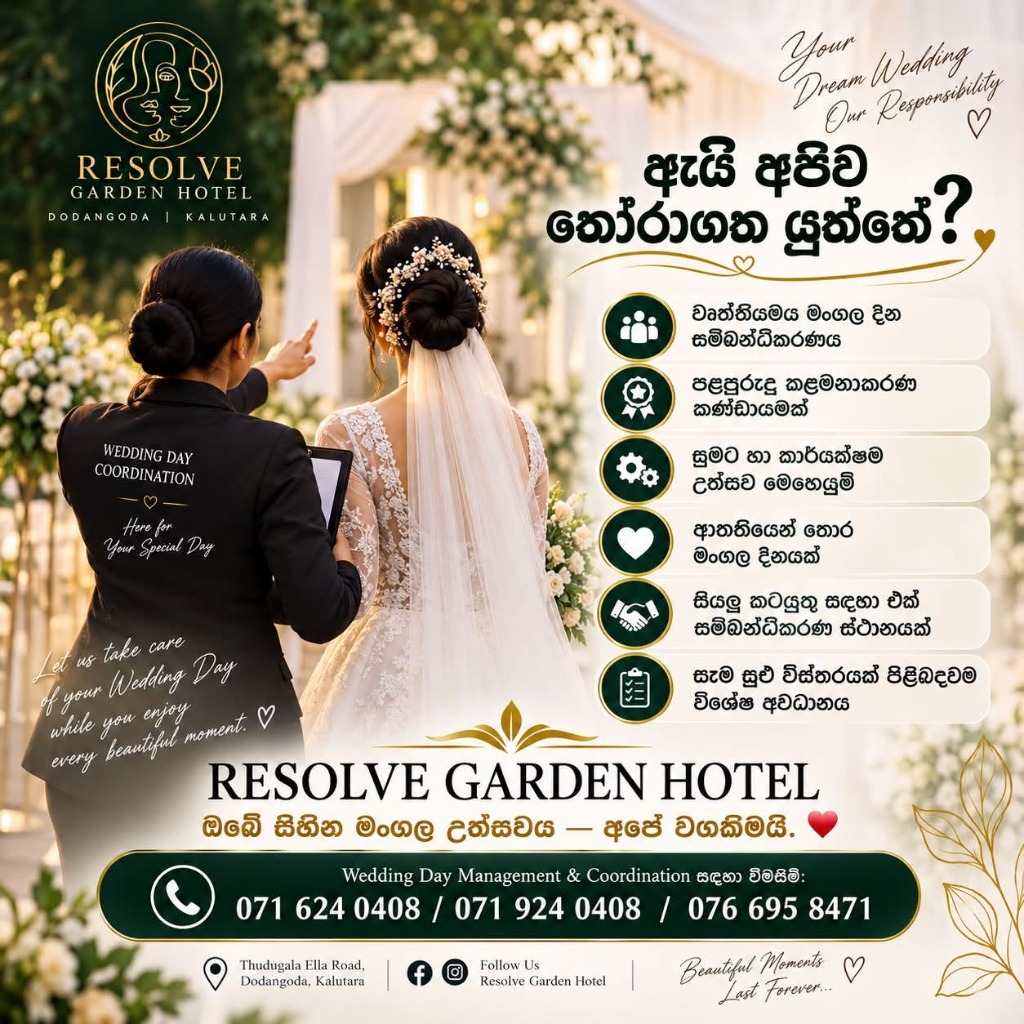 RESOLVE
GARDEN HOTEL
DODANGODA | KALUTARA
Your
Dream Wedding
Our Responsibility
ඇයි අපිව
තෝරාගත යුත්තේ?
වෘත්තියමය මංගල දින
සම්බන්ධිකරණය
පළපුරුදු කළමනාකරණ
කණ්ඩායමක්
සුමට හා කාර්යක්ෂම
උත්සව මෙහෙයුම්
ආතතියෙන් තොර
මංගල දිනයක්
සියලු කටයුතු සඳහා එක්
සම්බන්ධිකරණ ස්ථානයක්
සැම සුළු විස්තරයක් පිළිබඳවම
විශේෂ අවධානය
WEDDING DAY
COORDINATION
Here for
Your Special Day
Let us take care
of your Wedding Day
while you enjoy
every beautiful moment.
RESOLVE GARDEN HOTEL
ඔබේ සිහින මංගල උත්සවය — අපේ වගකිමයි.
Wedding Day Management & Coordination සඳහා විමසීම්:
071 624 0408 / 071 924 0408 / 076 695 8471
Thudugala Ella Road,
Dodangoda, Kalutara
Follow Us
Resolve Garden Hotel
Beautiful Moments
Last Forever...